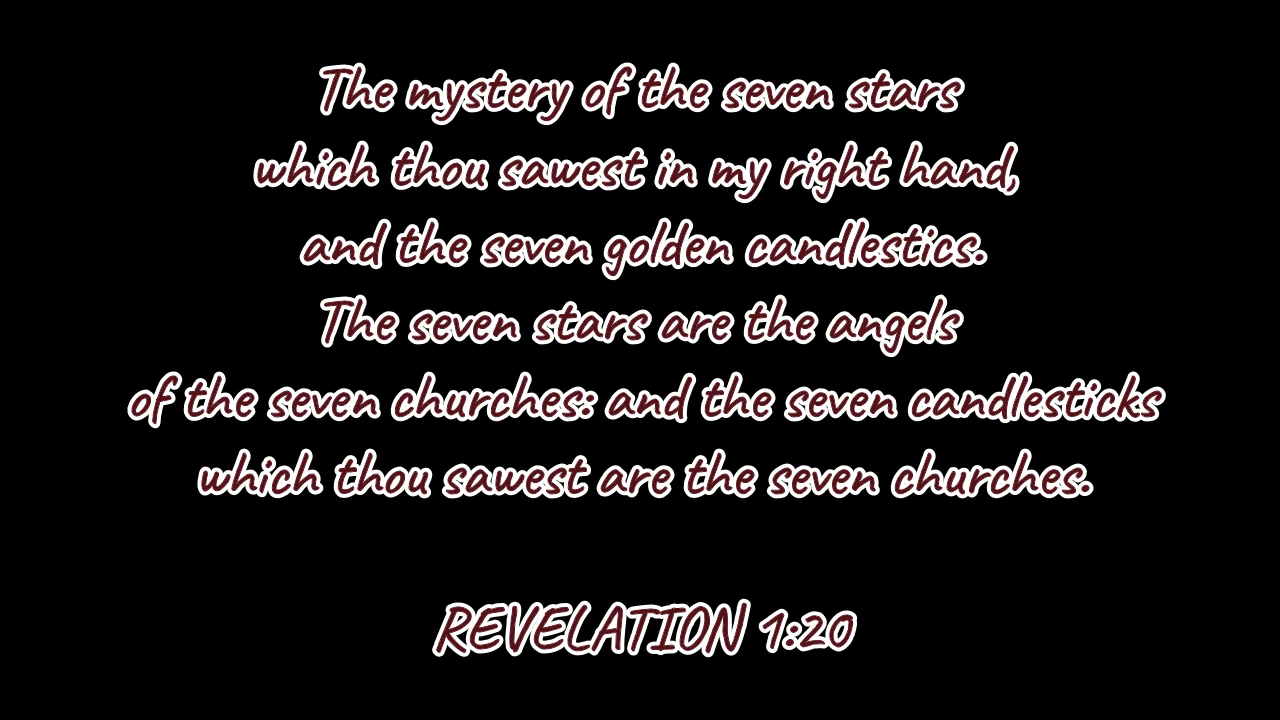 The mystery of the seven stars
which thou sawest in my right hand,
and the seven golden candlestics.
The seven stars are the angels
of the seven churches: and the seven candlesticks
which thou sawest are the seven churches.
REVELATION 1:20